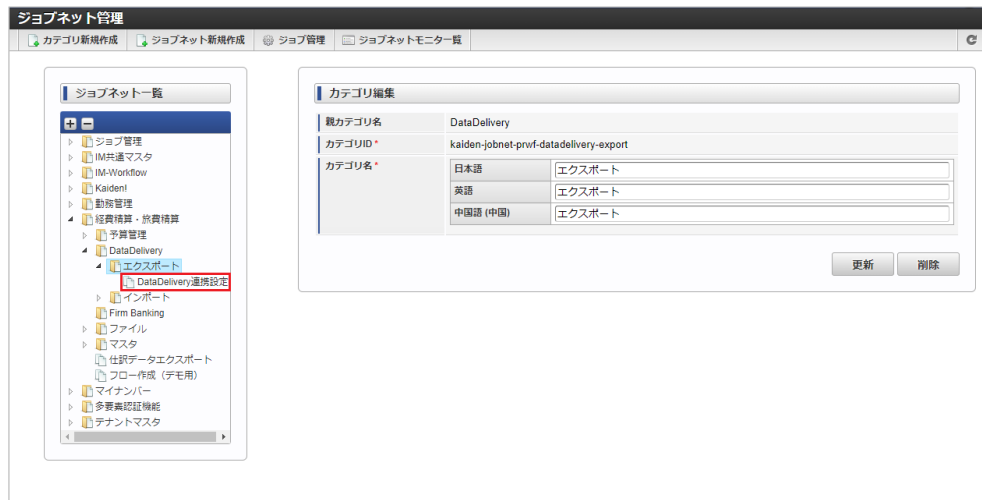 ジョブネット管理
カテゴリ新規作成 ジョブネット新規作成 ジョブ管理 ジョブネットモニタ一覧
ジョブネット一覧
ジョブ管理
IM共通マスタ
IM-Workflow
Kaiden!
勤務管理
経費精算・旅費精算
予算管理
DataDelivery
エクスポート
DataDelivery連携設定
インポート
Firm Banking
ファイル
マスタ
仕訳データエクスポート
フロー作成（デモ用）
マイナンバー
多要素認証機能
テナントマスタ
カテゴリ編集
親カテゴリ名 DataDelivery
カテゴリID* kaiden-jobnet-prwf-datadelivery-export
カテゴリ名* 日本語 エクスポート
英語 エクスポート
中国語 (中国) エクスポート
更新 削除